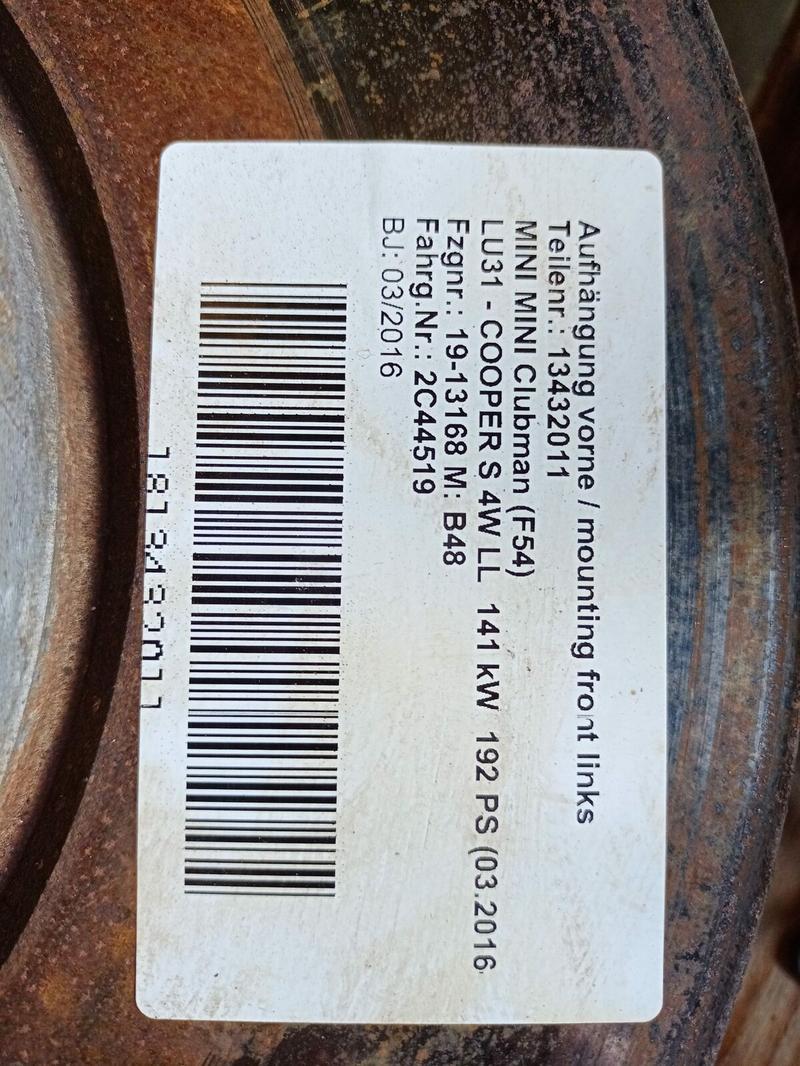 Aufhängung vorne / mounting front links
Teilenr.: 13432011
MINI MINI Clubman (F54)
LU31 - COOPER S 4W LL 141 kW 192 PS (03.2016
Fzgnr.: 19-13168 M: B48
Fahrg.Nr.: 2C44519
BJ: 03/2016